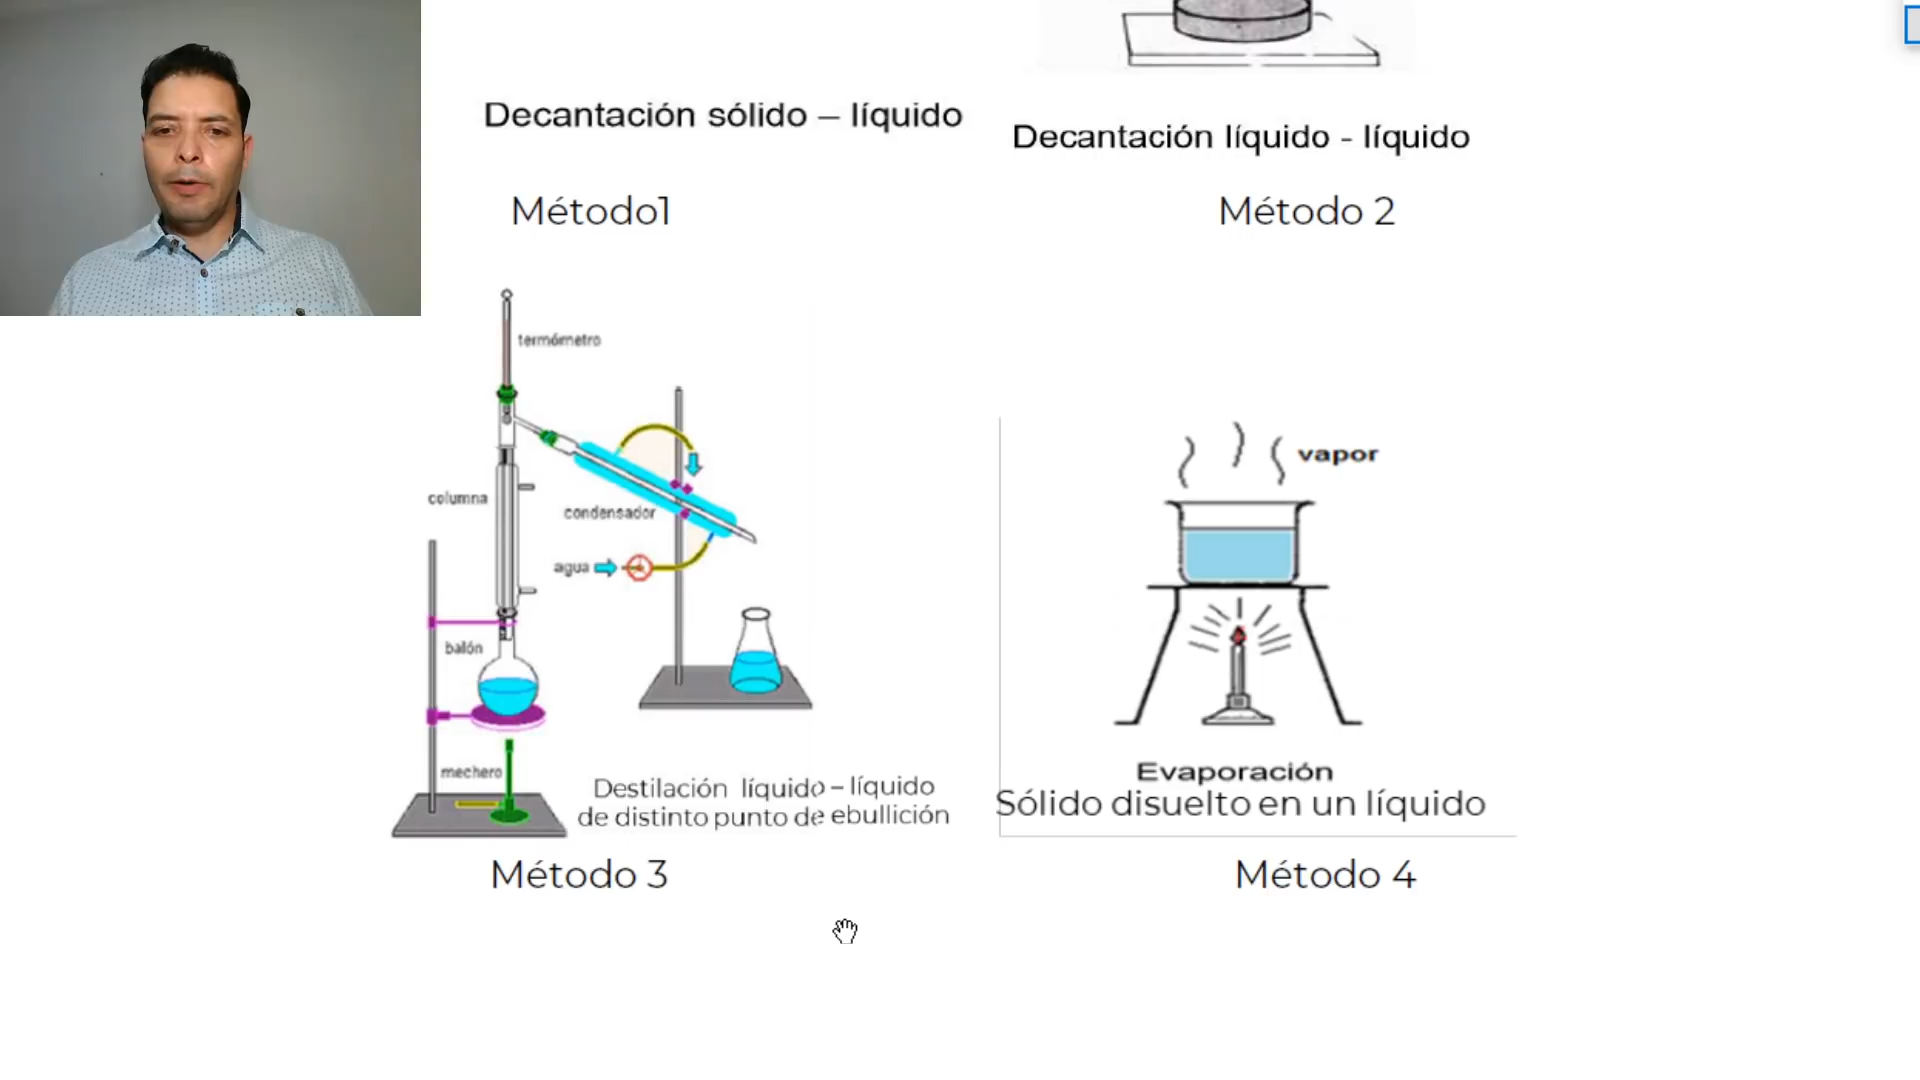 Decantación sólido – líquido
Decantación líquido - líquido
Método1
Método 2
termómetro
columna
condensador
agua
balón
mechero
Destilación líquido – líquido
de distinto punto de ebullición
Método 3
vapor
Evaporación
Sólido disuelto en un líquido
Método 4